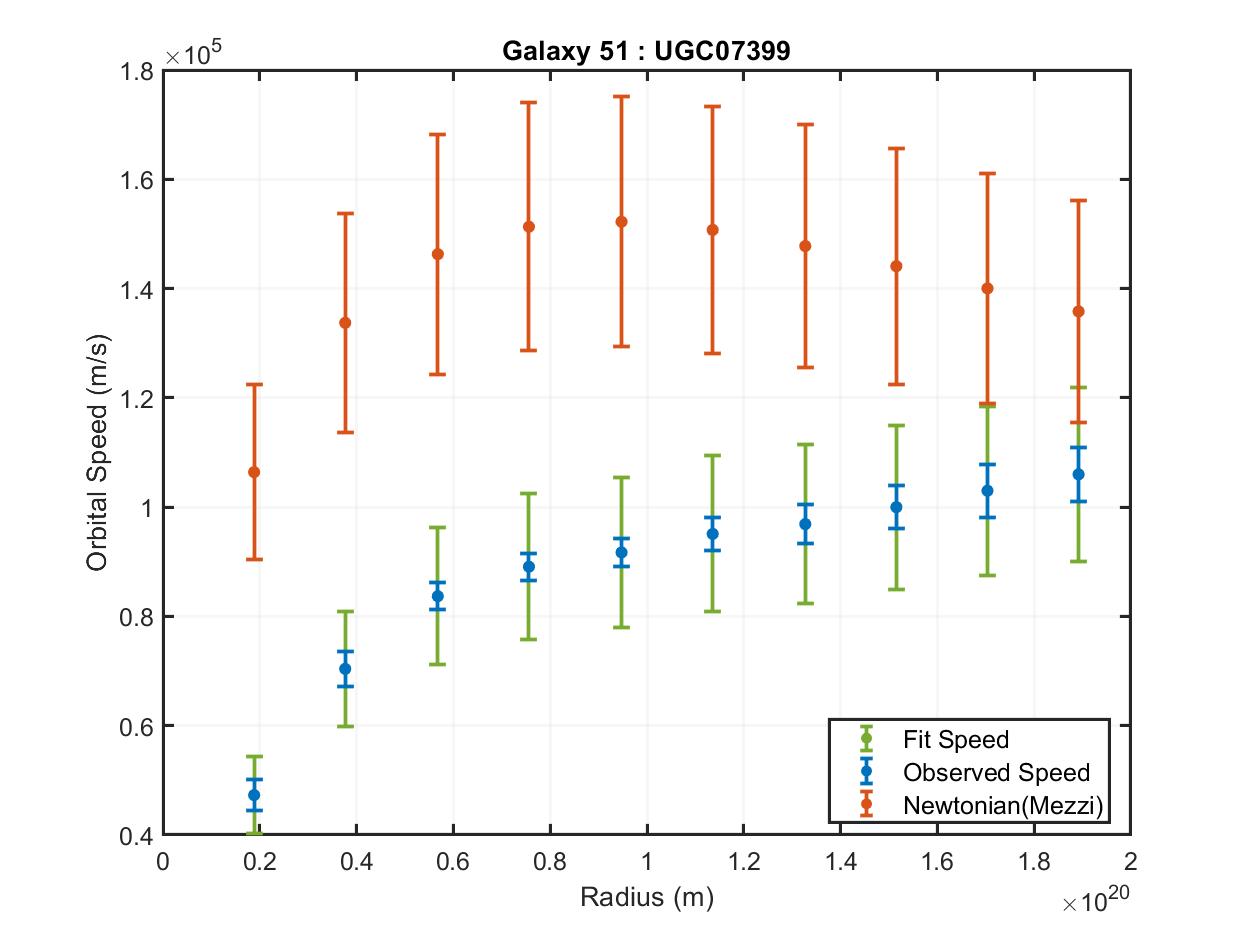 Galaxy 51 : UGC07399
×10^5
1.8
1.6
1.4
1.2
1
0.8
0.6
0.4
Orbital Speed (m/s)
0 0.2 0.4 0.6 0.8 1 1.2 1.4 1.6 1.8 2
Radius (m)
×10^20
Fit Speed
Observed Speed
Newtonian(Mezzi)